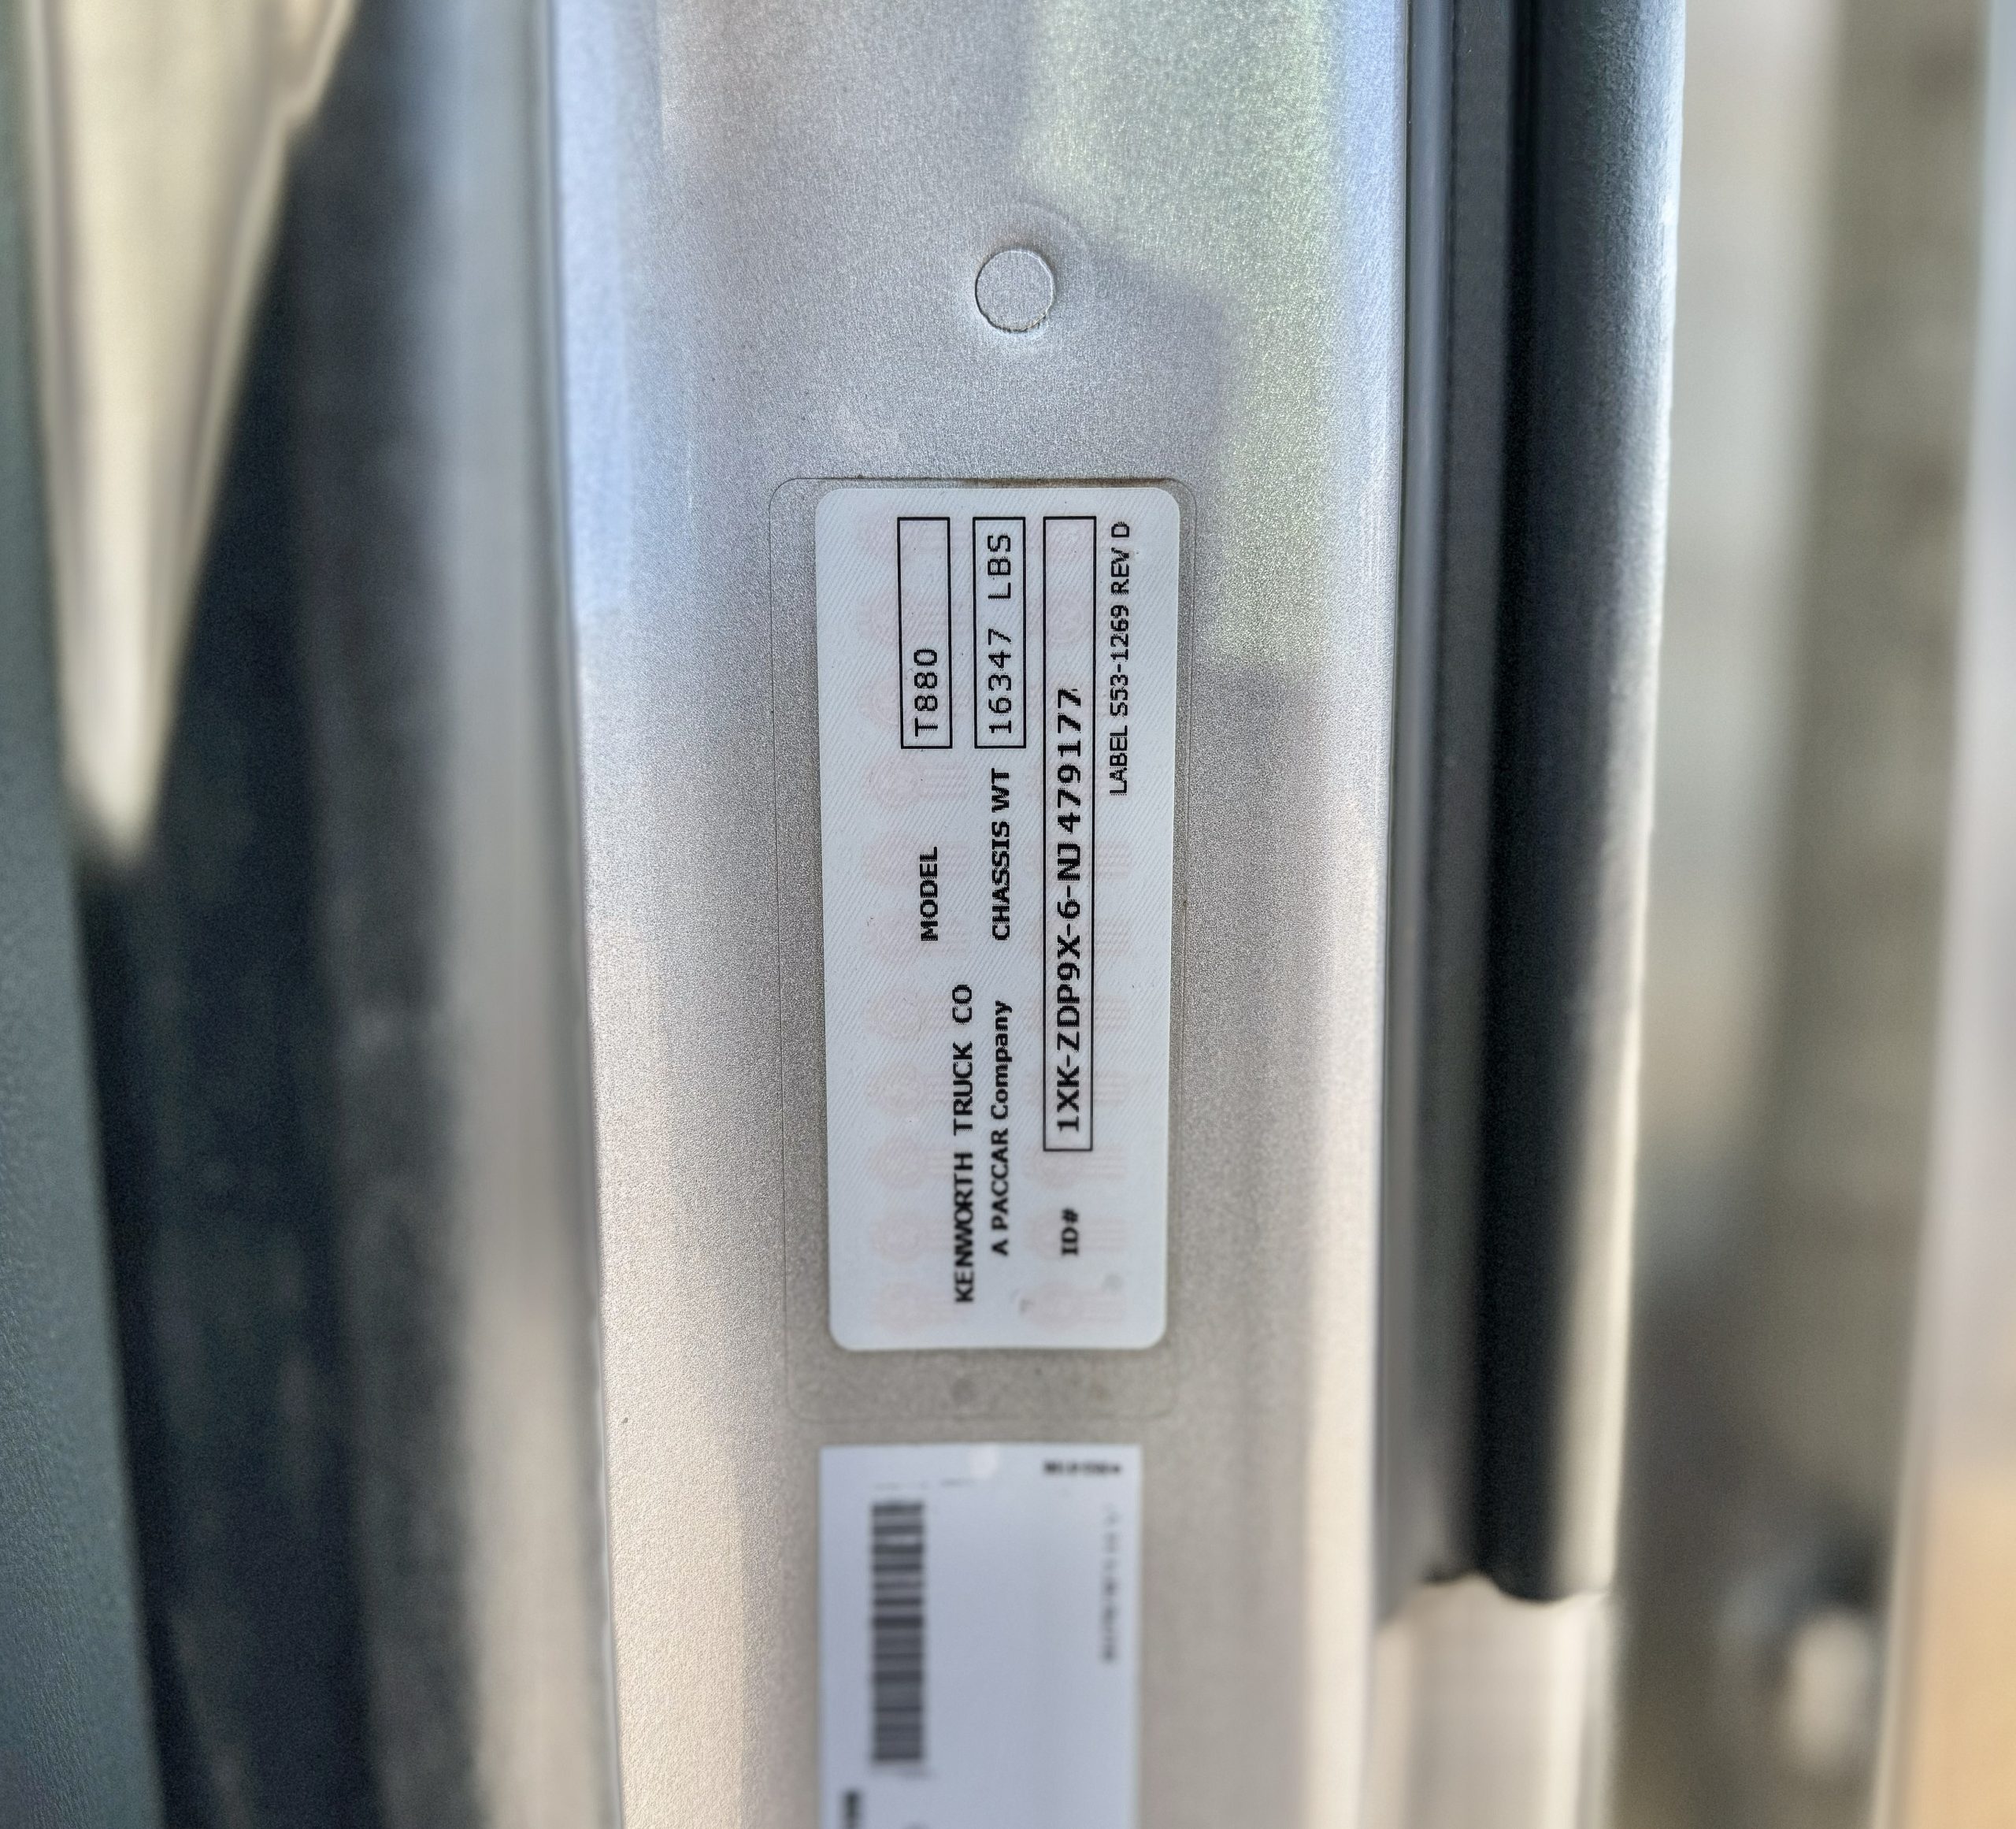 KENWORTH TRUCK CO
A PACCAR Company
MODEL T880
CHASSIS WT 16347 LBS
ID# 1XK-ZDP9X-6-NJ479177
LABEL S53-1269 REV D